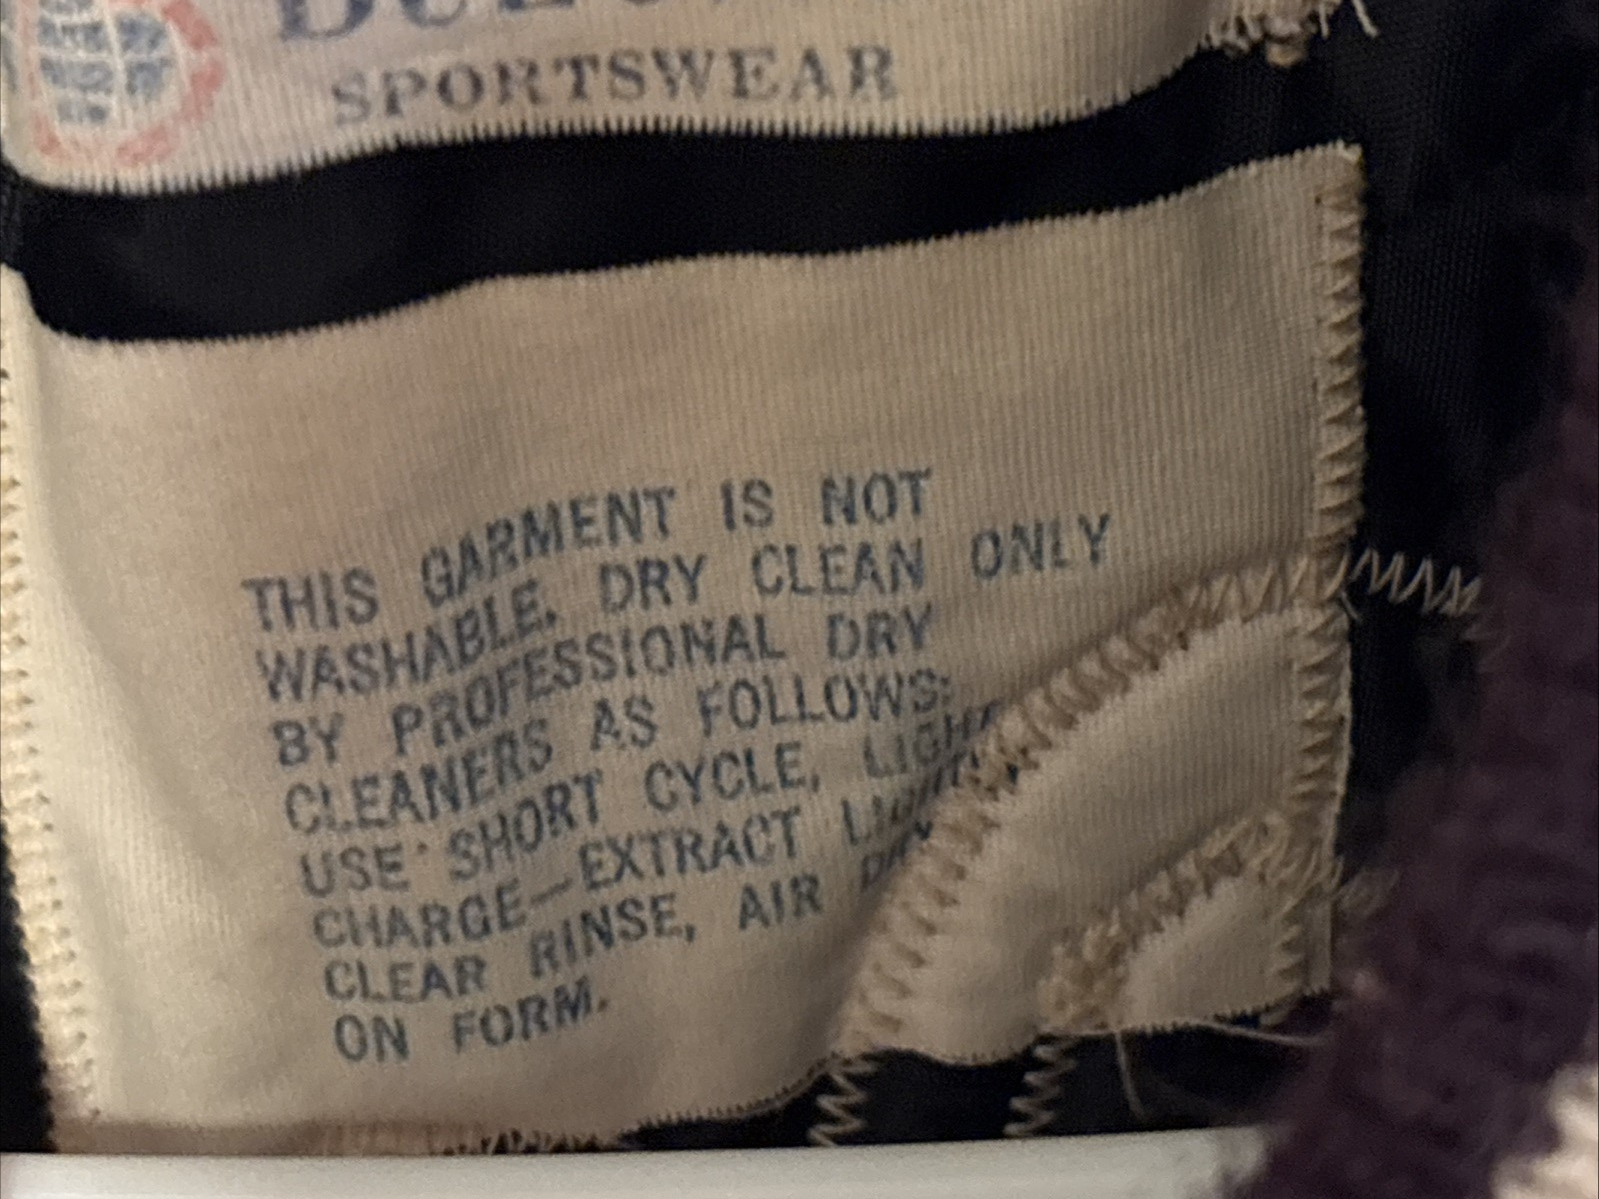 SPORTSWEAR
THIS GARMENT IS NOT
WASHABLE. DRY CLEAN ONLY
BY PROFESSIONAL DRY
CLEANERS AS FOLLOWS:
USE SHORT CYCLE, LIGHT
CHARGE—EXTRACT
CLEAR RINSE, AIR
ON FORM.